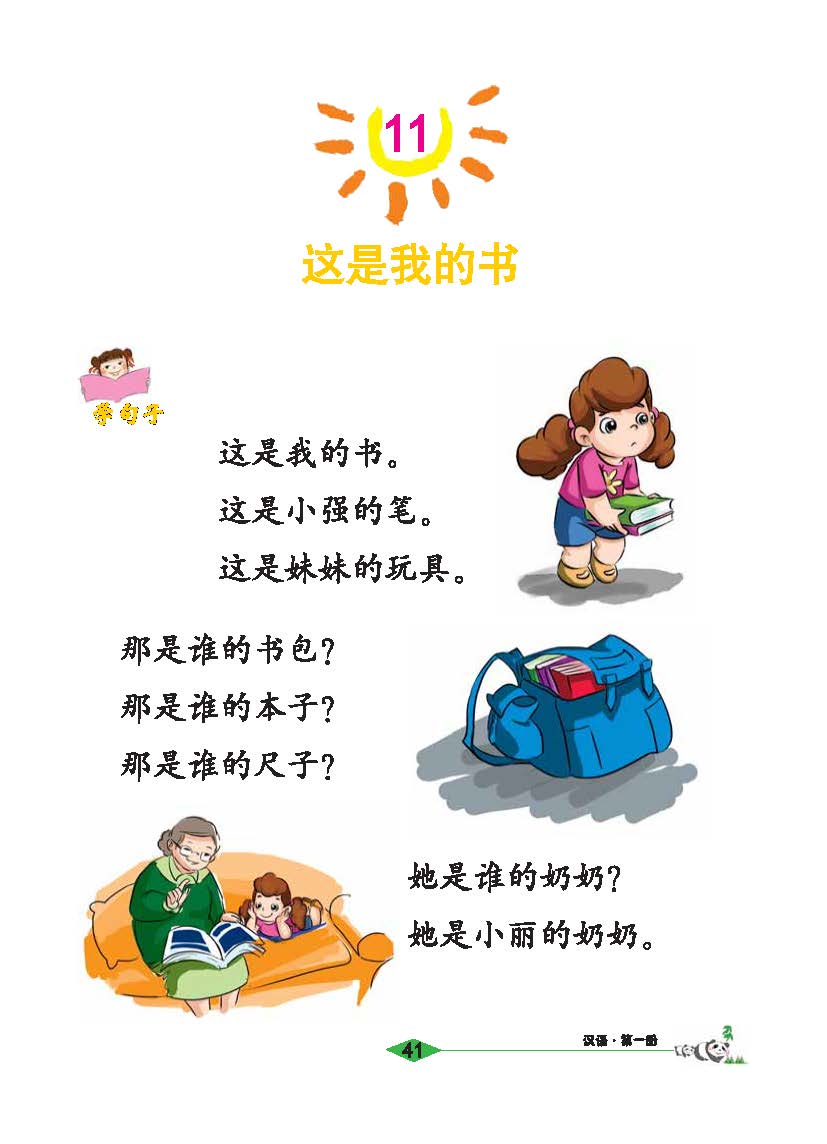 11
这是我的书
学句子
这是我的书。
这是小强的笔。
这是妹妹的玩具。
那是谁的书包？
那是谁的本子？
那是谁的尺子？
她是谁的奶奶？
她是小丽的奶奶。
41
汉语·第一册